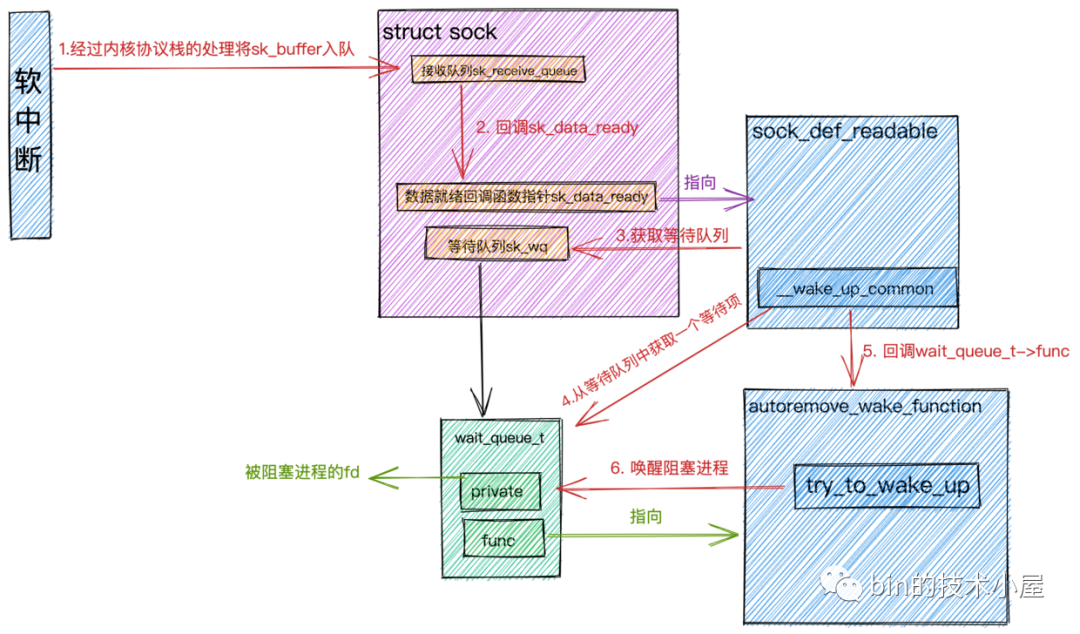 软中断
1.经过内核协议栈的处理将sk_buffer入队
struct sock
接收队列sk_receive_queue
2. 回调sk_data_ready
数据就绪回调函数指针sk_data_ready
指向
等待队列sk_wq
3.获取等待队列
sock_def_readable
__wake_up_common
4.从等待队列中获取一个等待项
5. 回调wait_queue_t->func
autoremove_wake_function
try_to_wake_up
6. 唤醒阻塞进程
wait_queue_t
private
func
被阻塞进程的fd
指向
bin的技术小屋